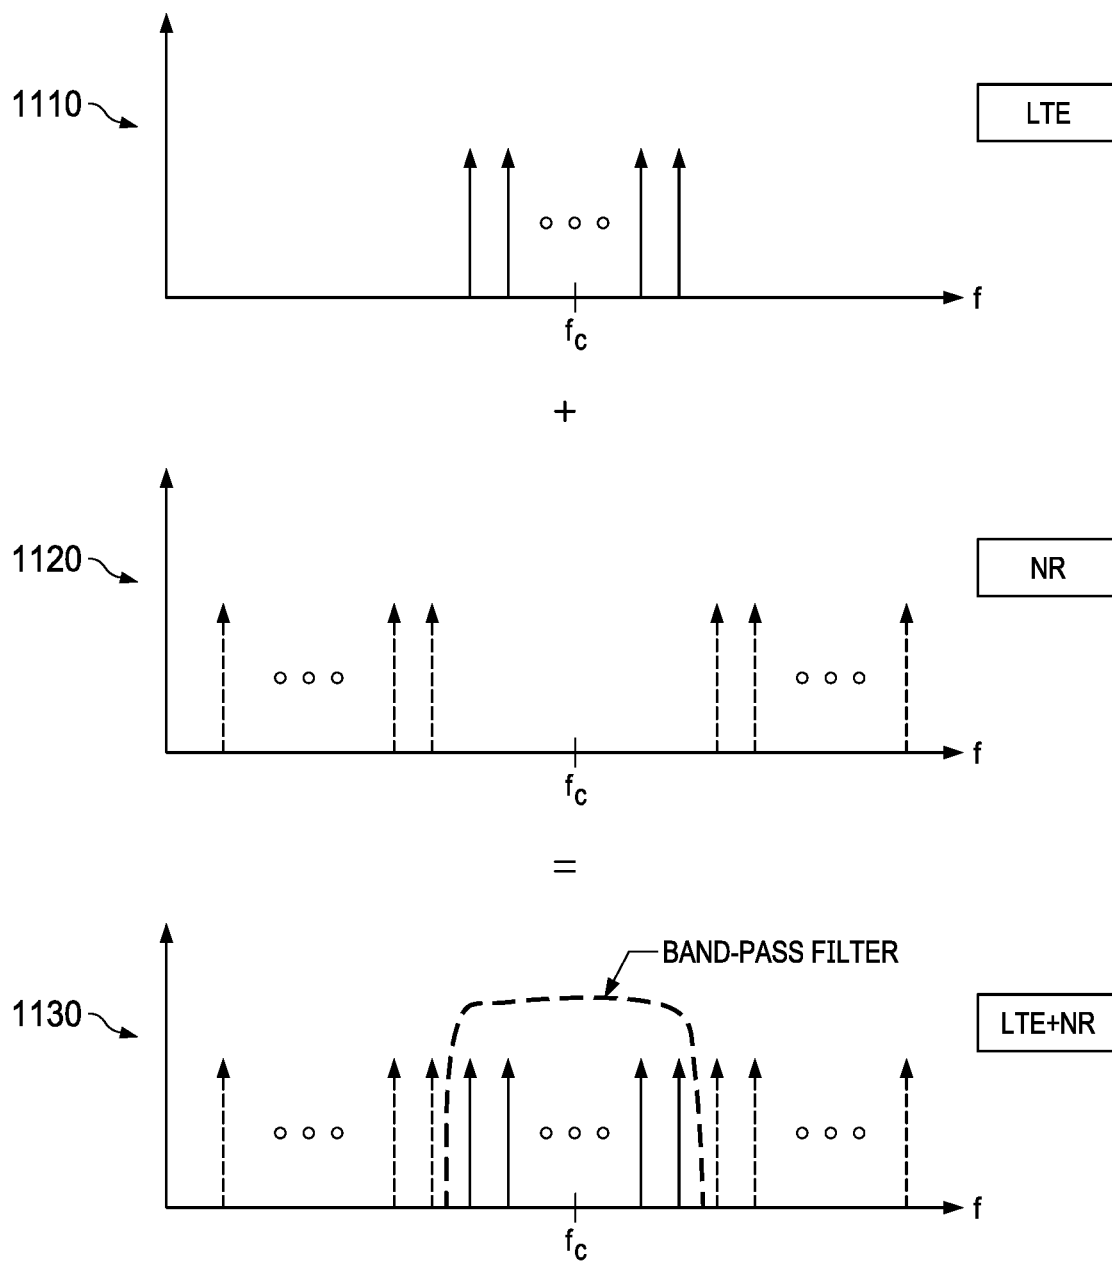 1110
LTE
f
fc
+
1120
NR
f
fc
=
BAND-PASS FILTER
1130
LTE+NR
f
fc